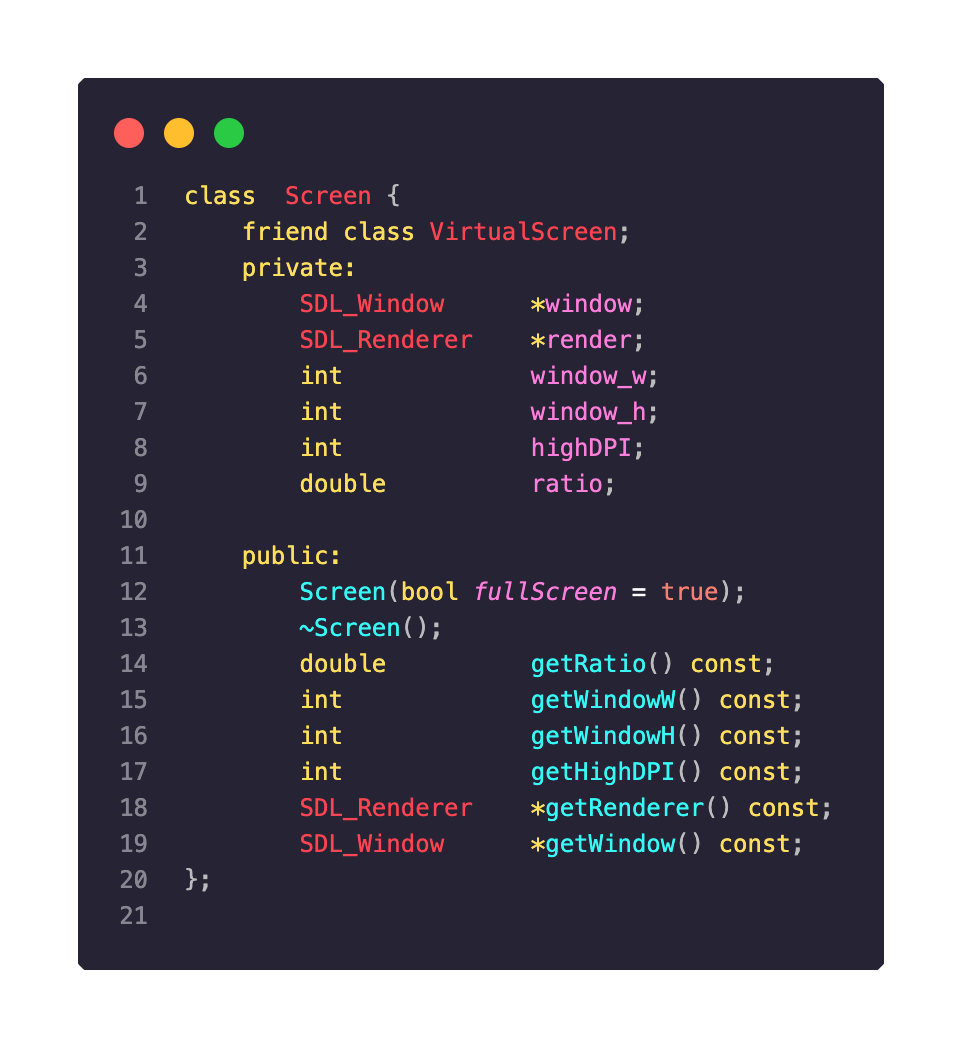 1 class  Screen {
2     friend class VirtualScreen;
3     private:
4         SDL_Window      *window;
5         SDL_Renderer    *render;
6         int             window_w;
7         int             window_h;
8         int             highDPI;
9         double          ratio;
10
11     public:
12         Screen(bool fullScreen = true);
13         ~Screen();
14         double          getRatio() const;
15         int             getWindowW() const;
16         int             getWindowH() const;
17         int             getHighDPI() const;
18         SDL_Renderer    *getRenderer() const;
19         SDL_Window      *getWindow() const;
20 };
21